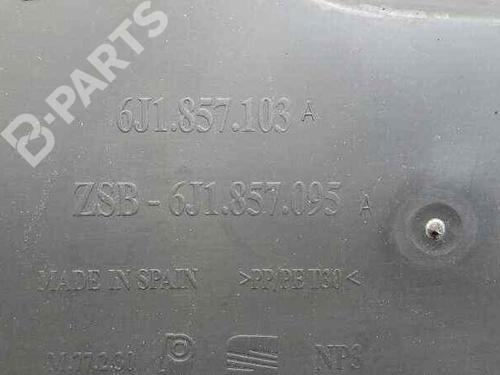 B-PARTS
6J1.857.103 A
ZSB - 6J1.857.095 A
MADE IN SPAIN >PP/PE T30<
NP3